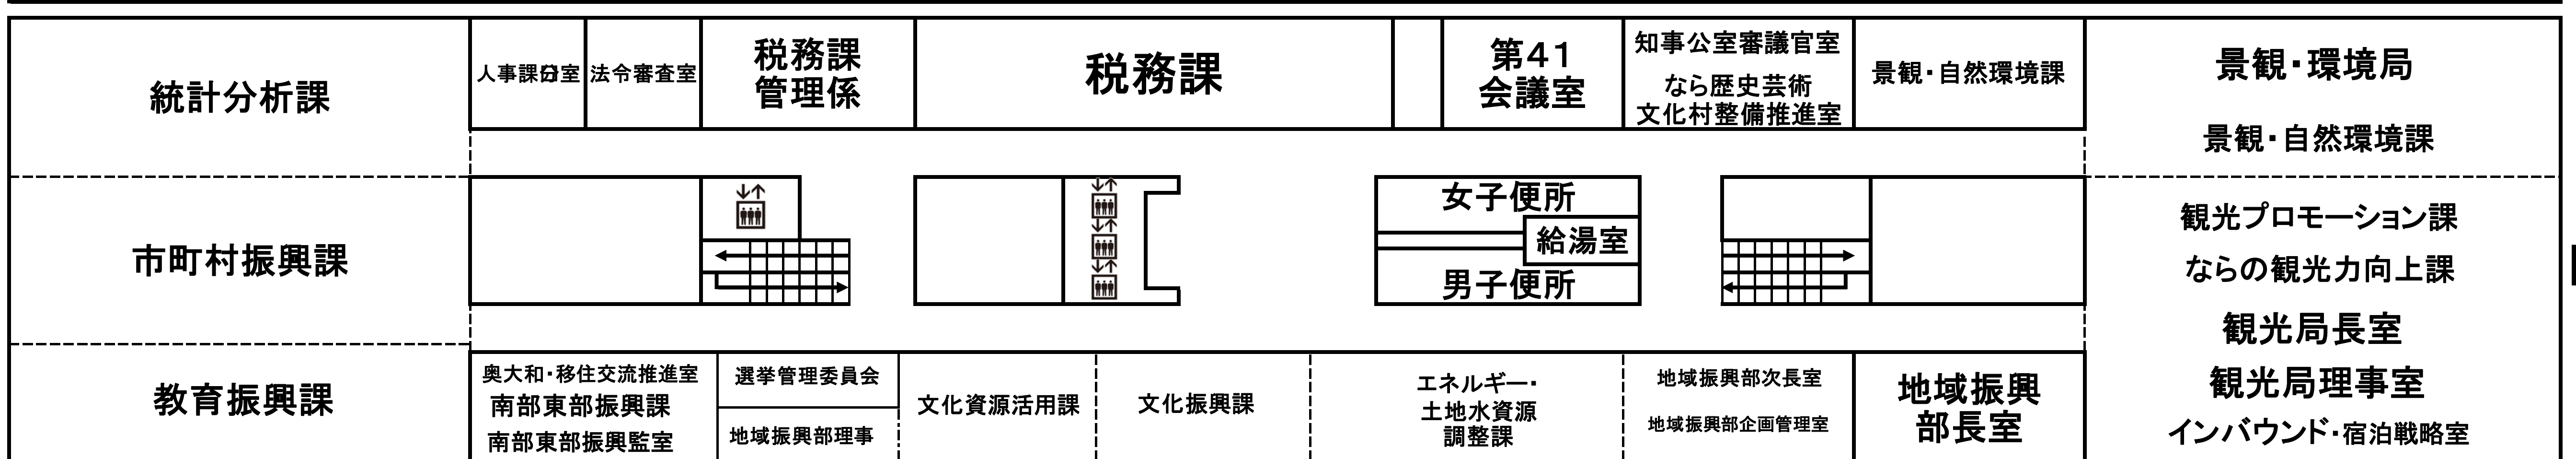 統計分析課
人事課分室
法令審査室
税務課
管理係
税務課
第41
会議室
知事公室審議官室
なら歴史芸術
文化村整備推進室
景観・自然環境課
景観・環境局
景観・自然環境課
市町村振興課
女子便所
給湯室
男子便所
観光プロモーション課
ならの観光力向上課
観光局長室
観光局理事室
インバウンド・宿泊戦略室
教育振興課
奥大和・移住交流推進室
南部東部振興課
南部東部振興監室
選挙管理委員会
地域振興部理事
文化資源活用課
文化振興課
エネルギー・
土地水資源
調整課
地域振興部次長室
地域振興部企画管理室
地域振興
部長室